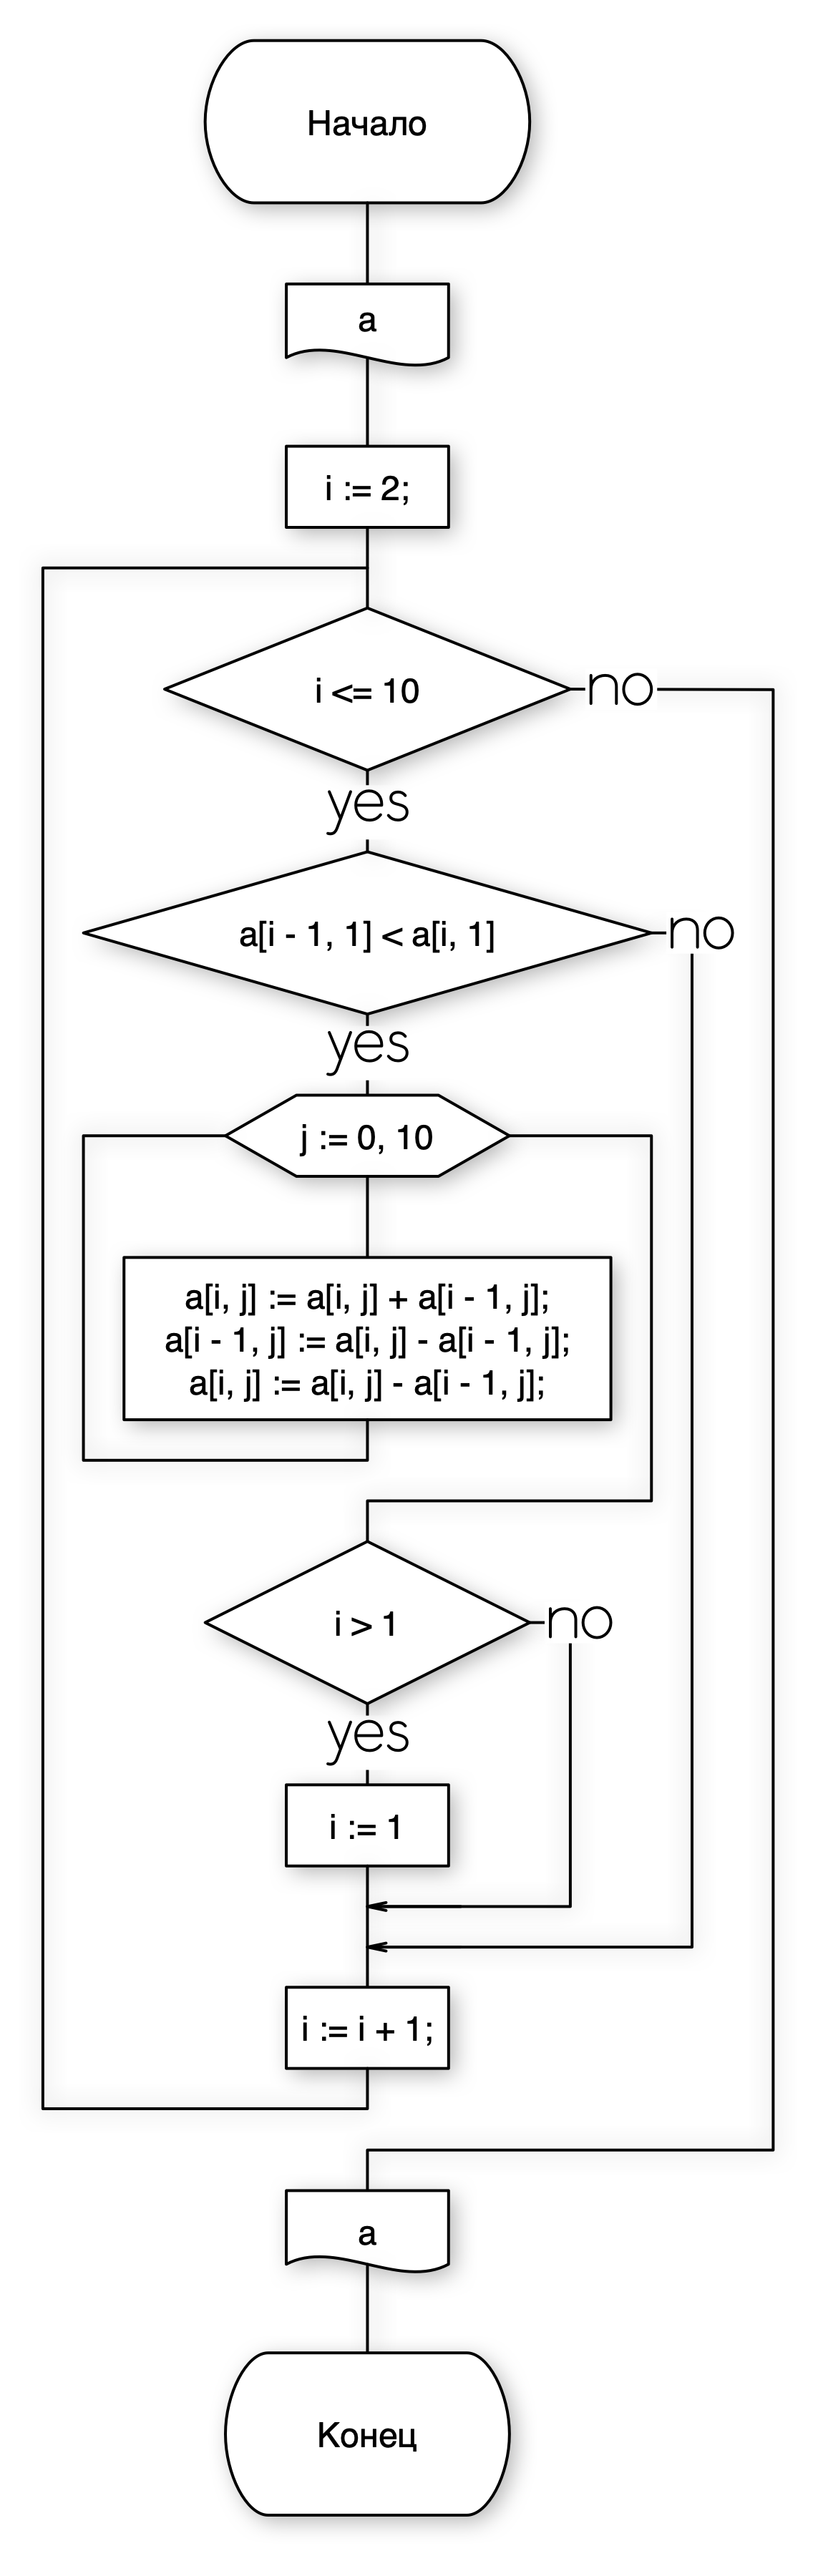 Начало
a
i := 2;
i <= 10
no
yes
a[i - 1, 1] < a[i, 1]
no
yes
j := 0, 10
a[i, j] := a[i, j] + a[i - 1, j];
a[i - 1, j] := a[i, j] - a[i - 1, j];
a[i, j] := a[i, j] - a[i - 1, j];
i > 1
no
yes
i := 1
i := i + 1;
a
Конец